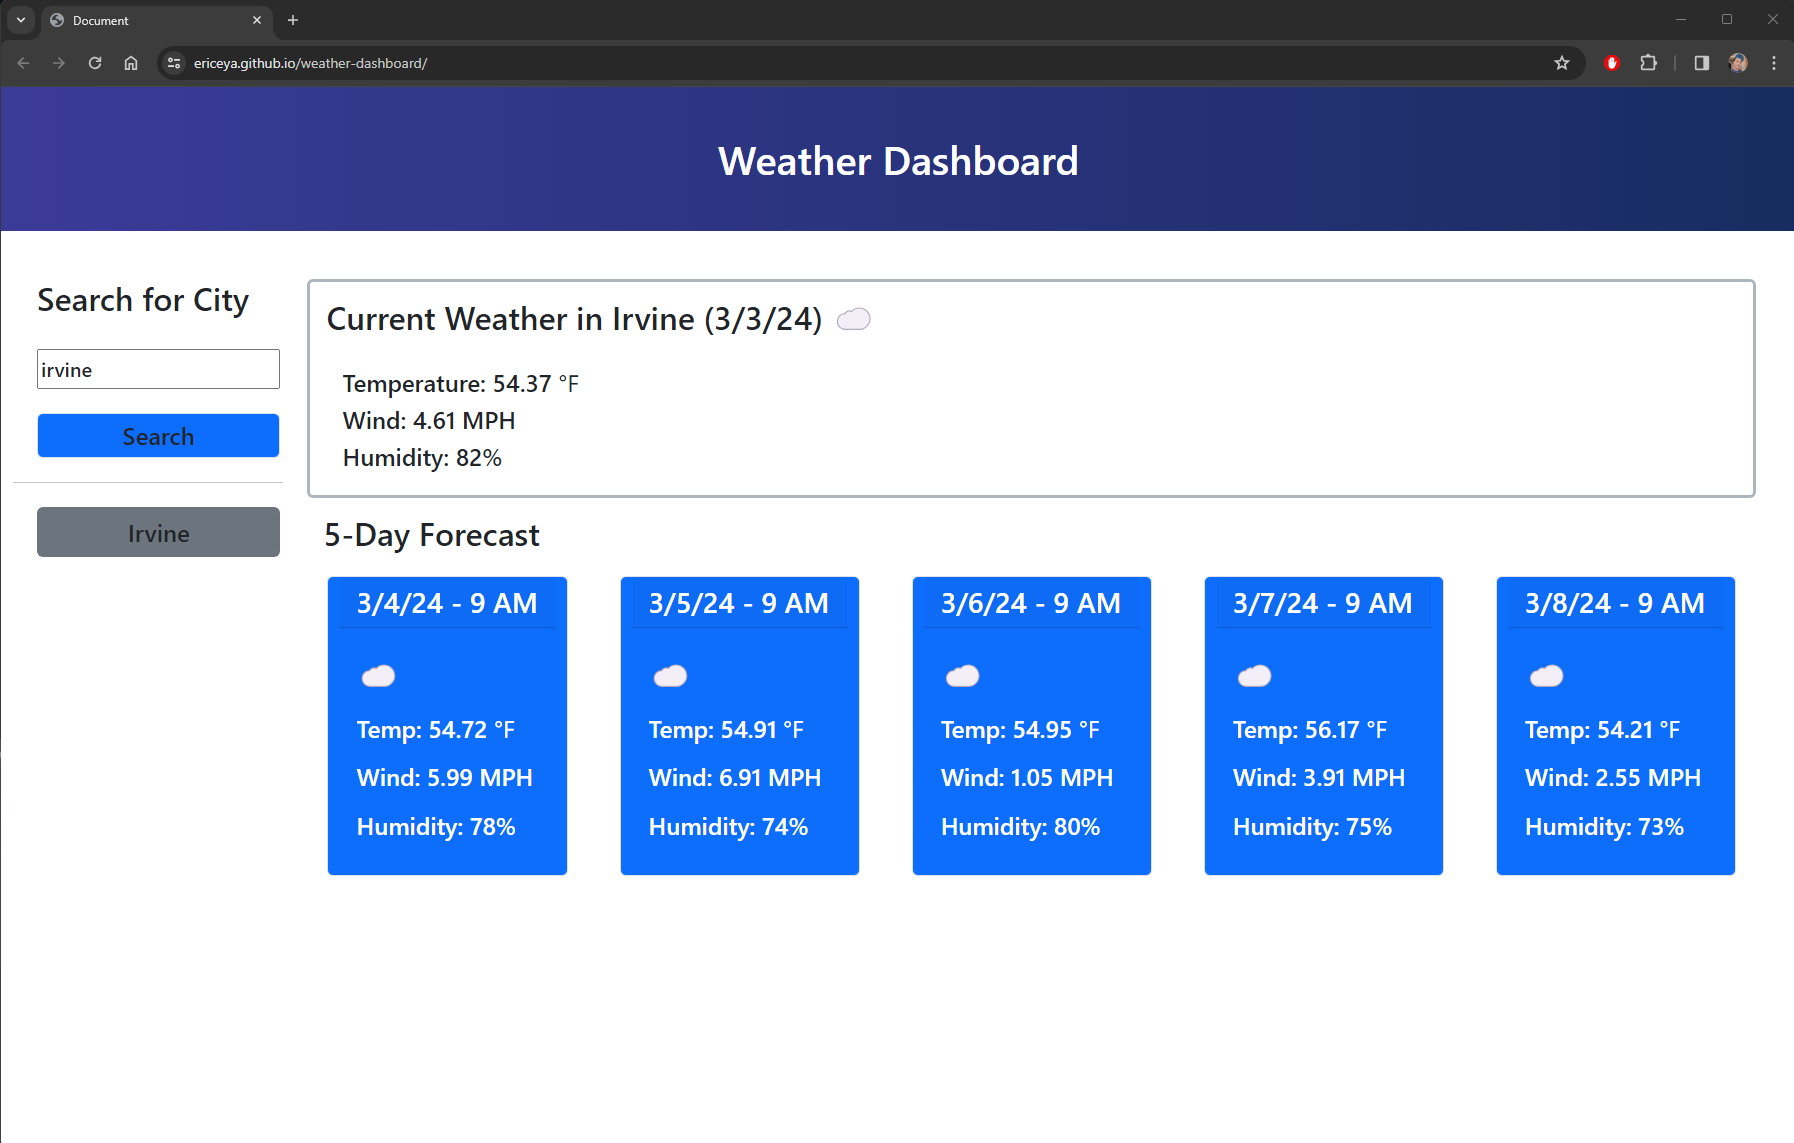 Document
ericeya.github.io/weather-dashboard/
Weather Dashboard
Search for City
irvine
Search
Irvine
Current Weather in Irvine (3/3/24)
Temperature: 54.37 °F
Wind: 4.61 MPH
Humidity: 82%
5-Day Forecast
3/4/24 - 9 AM
Temp: 54.72 °F
Wind: 5.99 MPH
Humidity: 78%
3/5/24 - 9 AM
Temp: 54.91 °F
Wind: 6.91 MPH
Humidity: 74%
3/6/24 - 9 AM
Temp: 54.95 °F
Wind: 1.05 MPH
Humidity: 80%
3/7/24 - 9 AM
Temp: 56.17 °F
Wind: 3.91 MPH
Humidity: 75%
3/8/24 - 9 AM
Temp: 54.21 °F
Wind: 2.55 MPH
Humidity: 73%